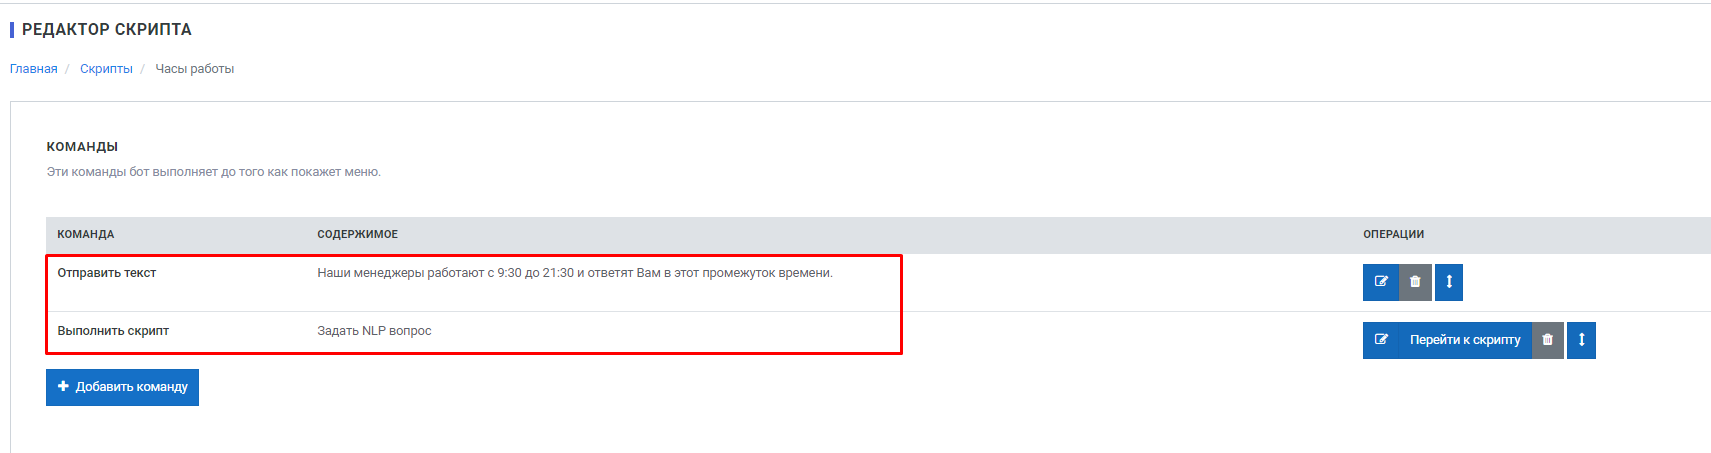 РЕДАКТОР СКРИПТА
Главная / Скрипты / Часы работы
КОМАНДЫ
Эти команды бот выполняет до того как покажет меню.
КОМАНДА СОДЕРЖИМОЕ ОПЕРАЦИИ
Отправить текст Наши менеджеры работают с 9:30 до 21:30 и ответят Вам в этот промежуток времени.
Выполнить скрипт Задать NLP вопрос Перейти к скрипту
Добавить команду